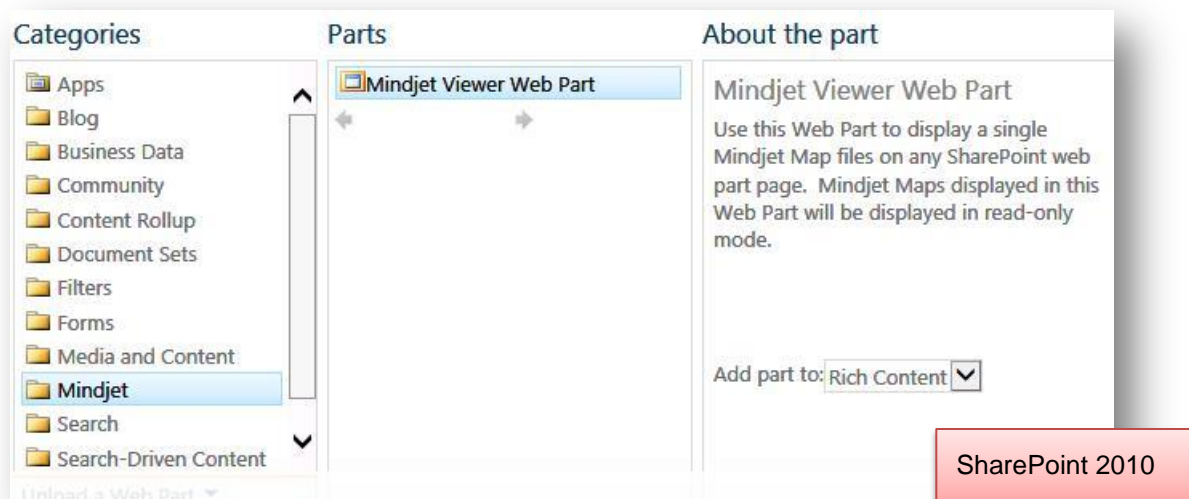 Categories
Apps
Blog
Business Data
Community
Content Rollup
Document Sets
Filters
Forms
Media and Content
Mindjet
Search
Search-Driven Content
Upload a Web Part
Parts
Mindjet Viewer Web Part
About the part
Mindjet Viewer Web Part
Use this Web Part to display a single
Mindjet Map files on any SharePoint web
part page. Mindjet Maps displayed in this
Web Part will be displayed in read-only
mode.
Add part to: Rich Content
SharePoint 2010